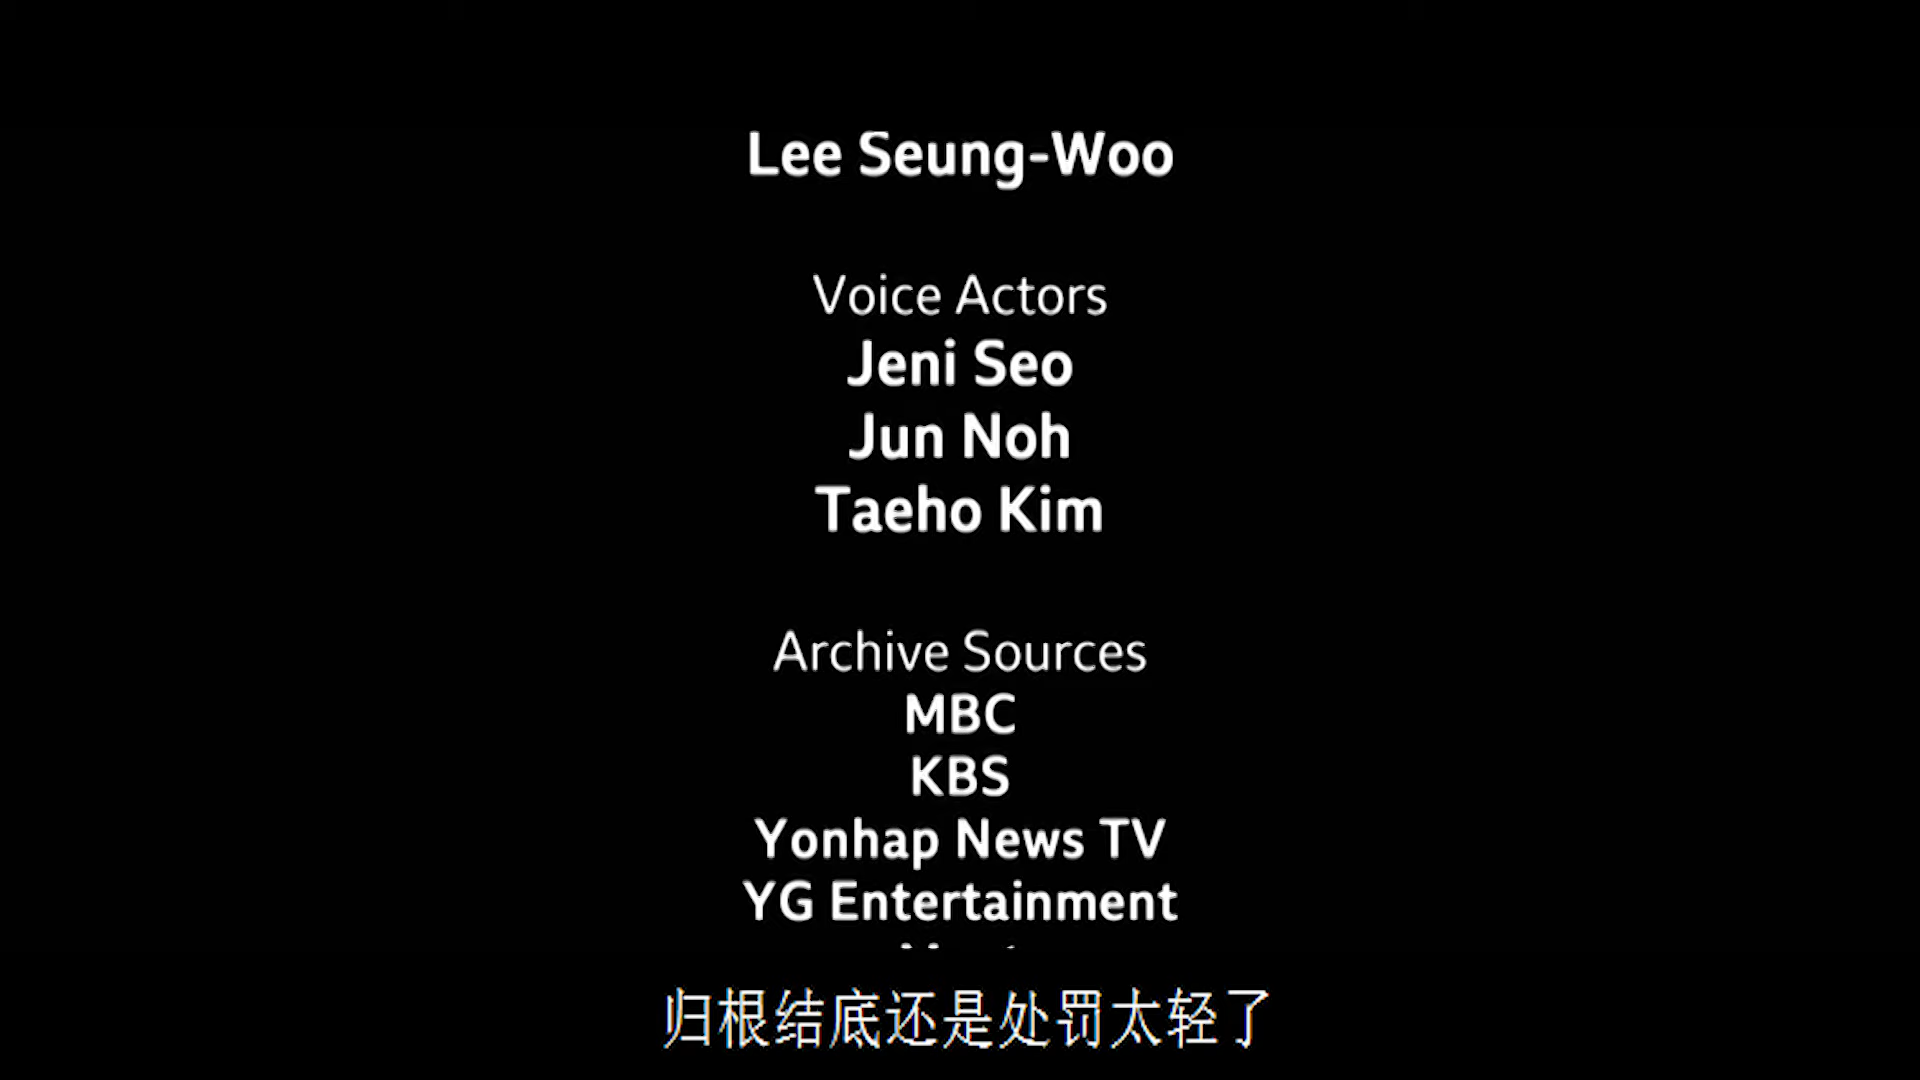 Lee Seung-Woo
Voice Actors
Jeni Seo
Jun Noh
Taeho Kim
Archive Sources
MBC
KBS
Yonhap News TV
YG Entertainment
归根结底还是处罚太轻了